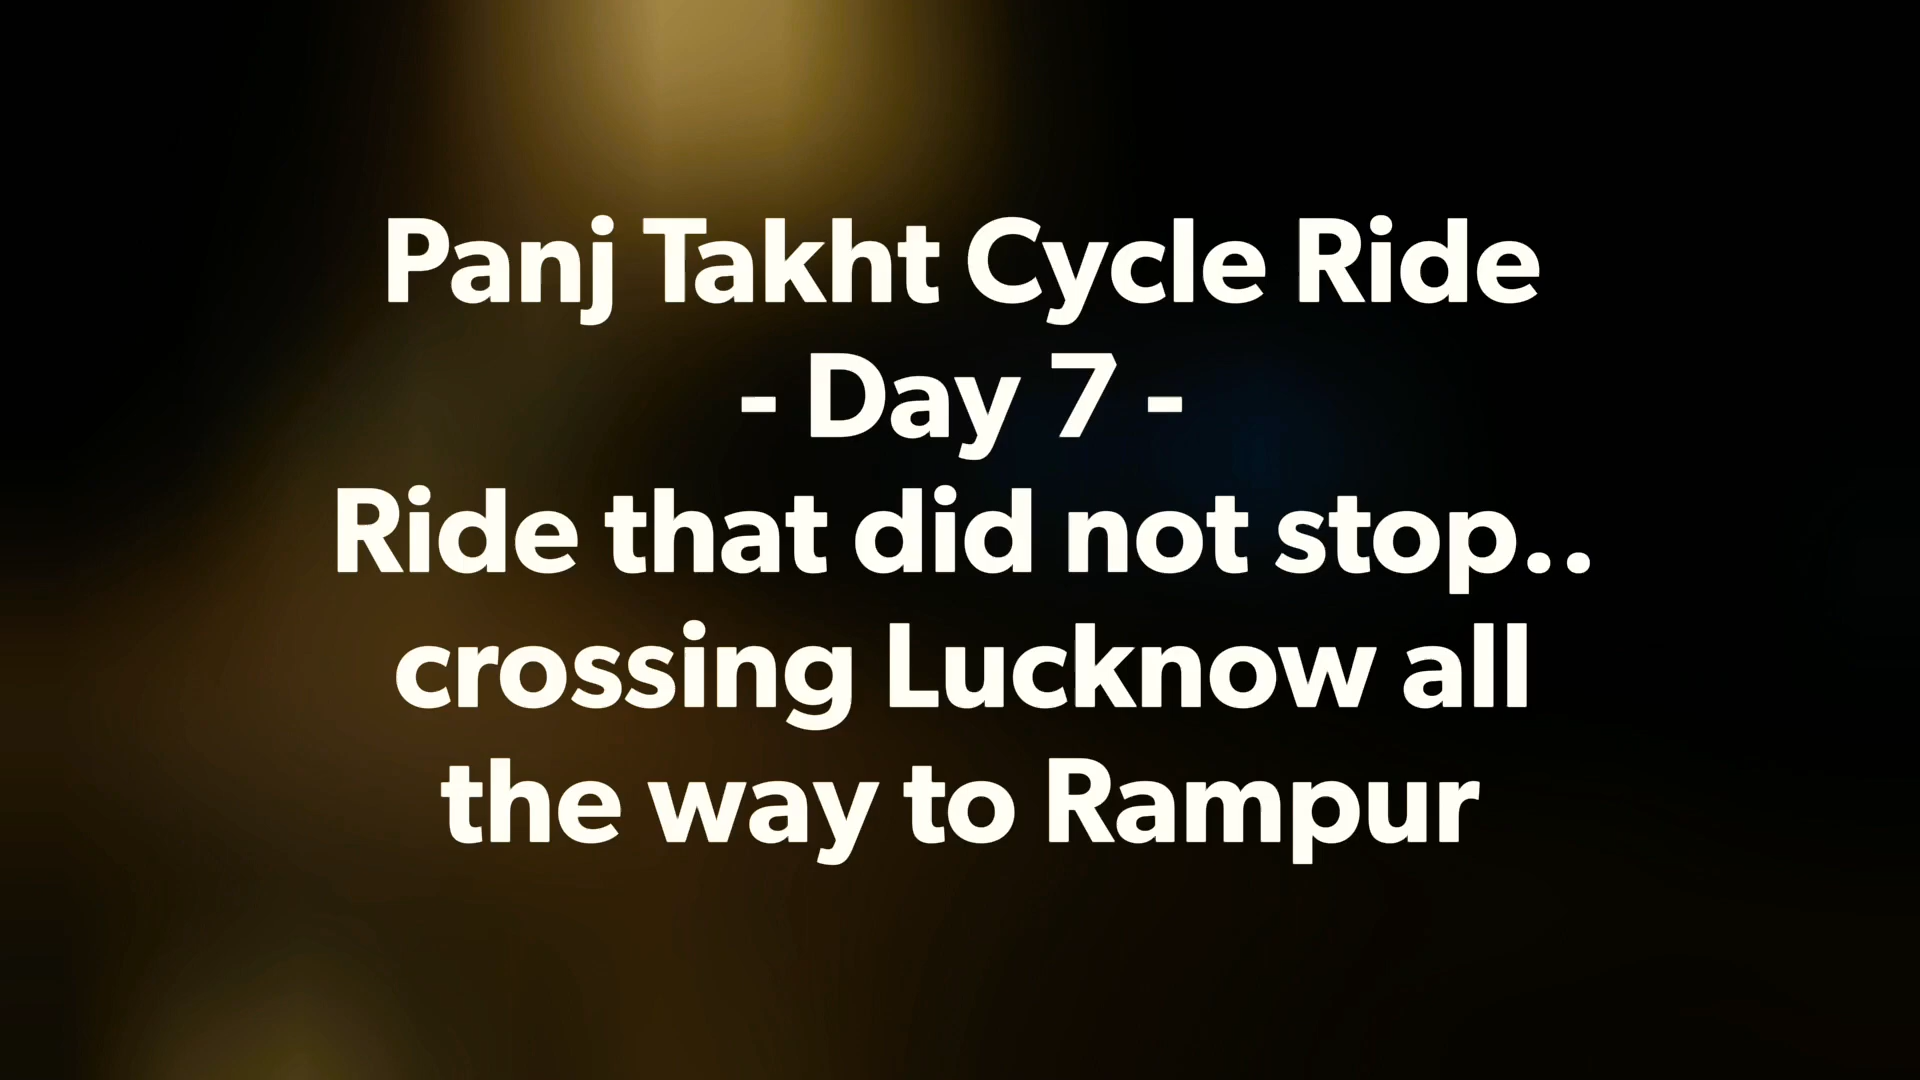 Panj Takht Cycle Ride
- Day 7 -
Ride that did not stop..
crossing Lucknow all
the way to Rampur